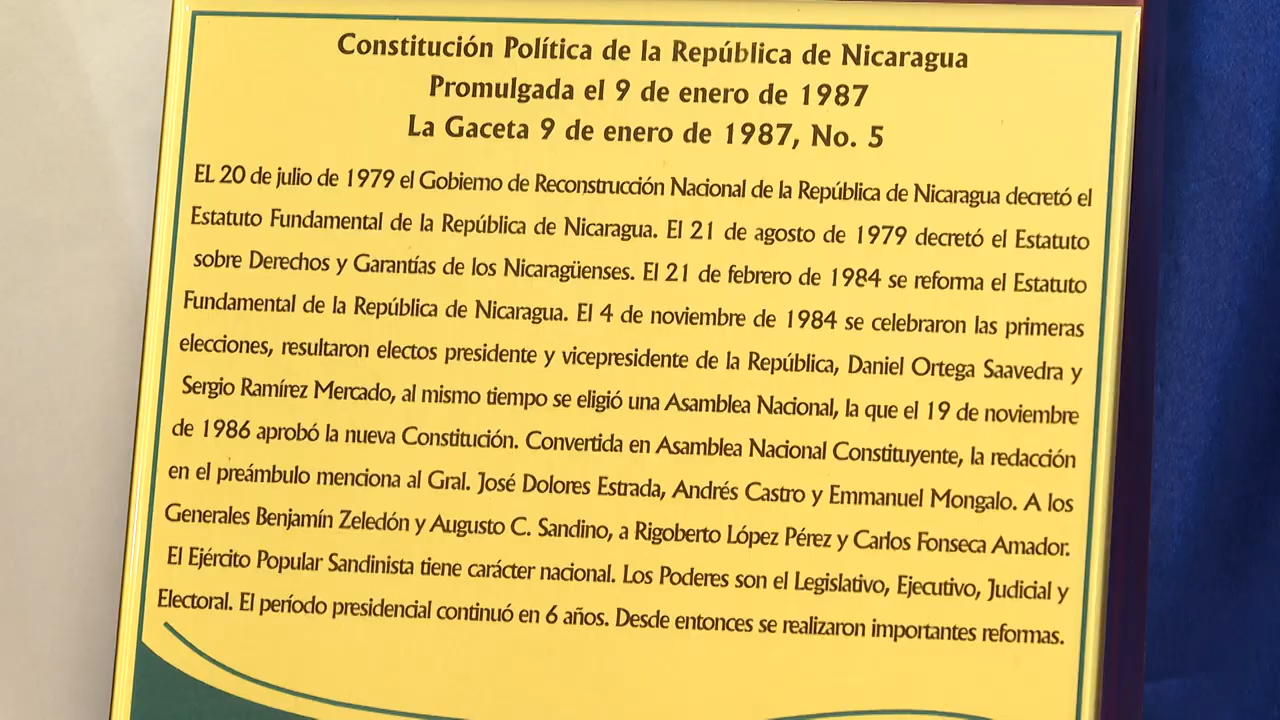 Constitución Política de la República de Nicaragua
Promulgada el 9 de enero de 1987
La Gaceta 9 de enero de 1987, No. 5
EL 20 de julio de 1979 el Gobierno de Reconstrucción Nacional de la República de Nicaragua decretó el
Estatuto Fundamental de la República de Nicaragua. El 21 de agosto de 1979 decretó el Estatuto
sobre Derechos y Garantías de los Nicaragüenses. El 21 de febrero de 1984 se reforma el Estatuto
Fundamental de la República de Nicaragua. El 4 de noviembre de 1984 se celebraron las primeras
elecciones, resultaron electos presidente y vicepresidente de la República, Daniel Ortega Saavedra y
Sergio Ramírez Mercado, al mismo tiempo se eligió una Asamblea Nacional, la que el 19 de noviembre
de 1986 aprobó la nueva Constitución. Convertida en Asamblea Nacional Constituyente, la redacción
en el preámbulo menciona al Gral. José Dolores Estrada, Andrés Castro y Emmanuel Mongalo. A los
Generales Benjamín Zeledón y Augusto C. Sandino, a Rigoberto López Pérez y Carlos Fonseca Amador.
El Ejército Popular Sandinista tiene carácter nacional. Los Poderes son el Legislativo, Ejecutivo, Judicial y
Electoral. El período presidencial continuó en 6 años. Desde entonces se realizaron importantes reformas.